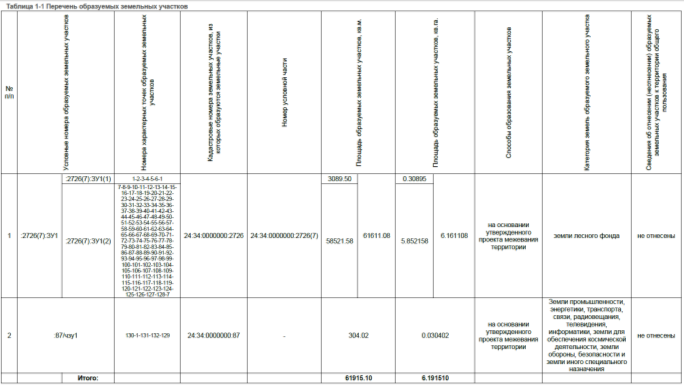 Таблица 1-1 Перечень образуемых земельных участков
№ п/п
Условные номера образуемых земельных участков
Номера характерных точек образуемых земельных участков
Кадастровые номера земельных участков, из которых образуются земельные участки
Номер условной части
Площадь образуемых земельных участков, кв.м.
Площадь образуемых земельных участков, кв.га.
Способы образования земельных участков
Категория земель образуемого земельного участка
Сведения об отнесении (неотнесении) образуемых земельных участков к территории общего пользования
1
:2726(7):ЗУ1
:2726(7):ЗУ1(1)
1-2-3-4-5-6-1
:2726(7):ЗУ1(2)
7-8-9-10-11-12-13-14-15-
16-17-18-19-20-21-22-
23-24-25-26-27-28-29-
30-31-32-33-34-35-36-
37-38-39-40-41-42-43-
44-45-46-47-48-49-50-
51-52-53-54-55-56-57-
58-59-60-61-62-63-64-
65-66-67-68-69-70-71-
72-73-74-75-76-77-78-
79-80-81-82-83-84-85-
86-87-88-89-90-91-92-
93-94-95-96-97-98-99-
100-101-102-103-104-
105-106-107-108-109-
110-111-112-113-114-
115-116-117-118-119-
120-121-122-123-124-
125-126-127-128-7
24:34:0000000:2726
24:34:0000000:2726(7)
3089.50
58521.58
61611.08
0.30895
5.852158
6.161108
на основании
утвержденного
проекта межевания
территории
земли лесного фонда
не отнесены
2
:87/чзу1
130-1-131-132-129
24:34:0000000:87
-
304.02
0.030402
на основании
утвержденного
проекта межевания
территории
Земли промышленности,
энергетики, транспорта,
связи, радиовещания,
телевидения,
информатики, земли для
обеспечения космической
деятельности, земли
обороны, безопасности и
земли иного специального
назначения
не отнесены
Итого:
61915.10
6.191510